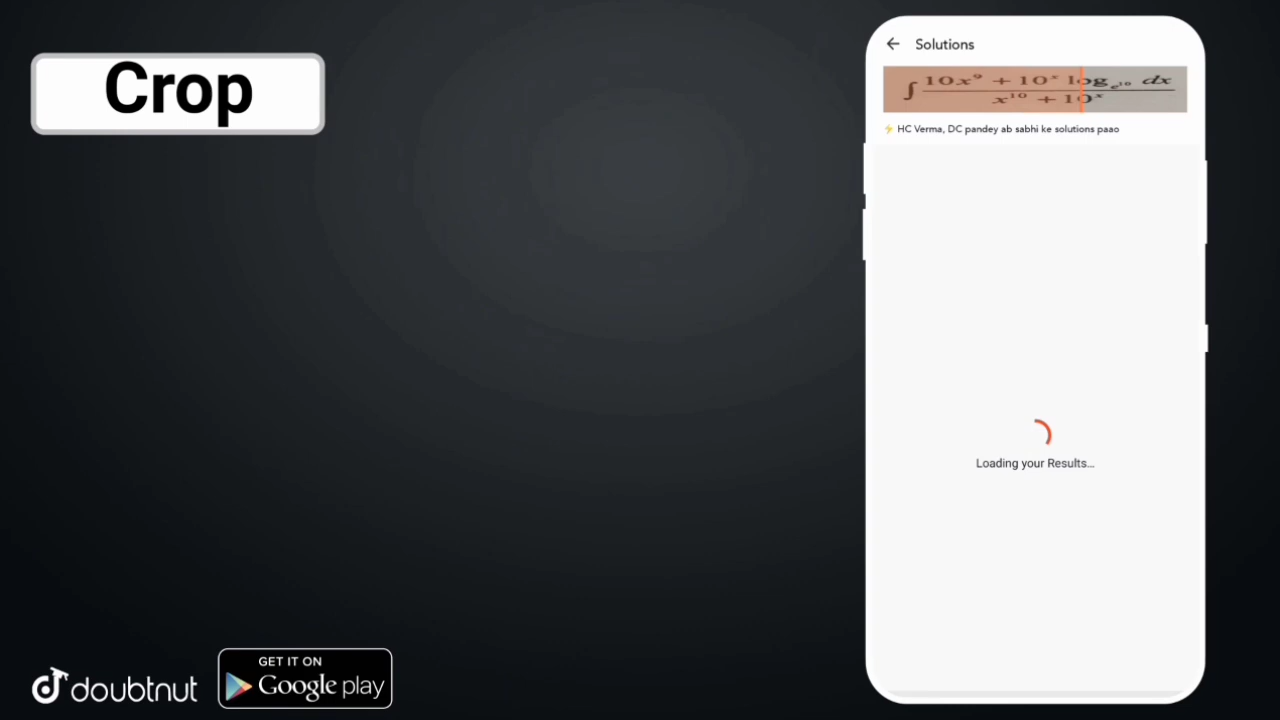 Crop
Solutions
∫ 10x⁹ + 10ˣ logₑ¹⁰ dx
x¹⁰ + 10ˣ
⚡ HC Verma, DC pandey ab sabhi ke solutions paao
Loading your Results...
doubtnut
GET IT ON
Google play